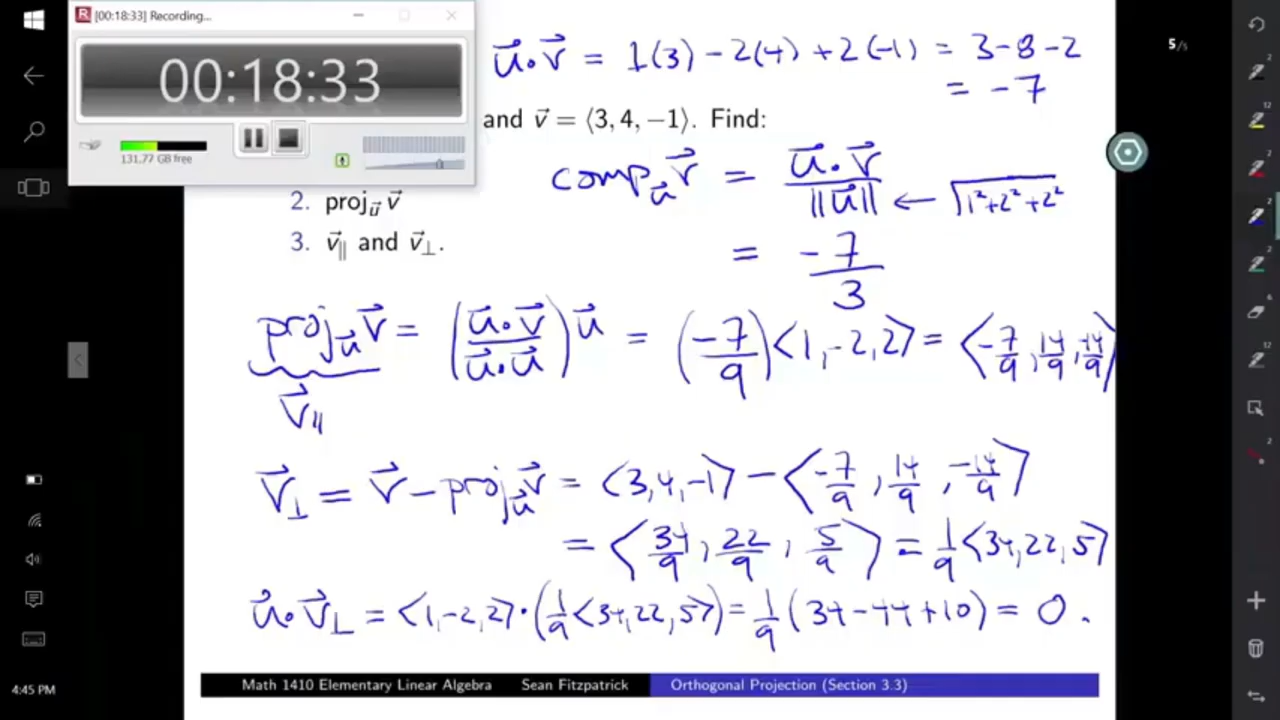 [00:18:33] Recording...
00:18:33
131.77 GB free
5/5
u⃗·v⃗ = 1(3) − 2(4) + 2(−1) = 3−8−2
= −7
and v⃗ = ⟨3, 4, −1⟩. Find:
comp_u⃗ v⃗ = u⃗·v⃗ / ||u⃗|| ← √(1²+2²+2²)
= −7/3
2. proj_u⃗ v⃗
3. v⃗∥ and v⃗⊥.
proj_u⃗ v⃗ = (u⃗·v⃗ / u⃗·u⃗) u⃗ = (−7/9)⟨1,−2,2⟩ = ⟨−7/9, 14/9, −14/9⟩
v⃗∥
v⃗⊥ = v⃗ − proj_u⃗ v⃗ = ⟨3,4,−1⟩ − ⟨−7/9, 14/9, −14/9⟩
= ⟨34/9, 22/9, 5/9⟩ = 1/9⟨34,22,5⟩
u⃗·v⃗⊥ = ⟨1,−2,2⟩·(1/9⟨34,22,5⟩) = 1/9(34−44+10) = 0.
Math 1410 Elementary Linear Algebra Sean Fitzpatrick Orthogonal Projection (Section 3.3)
4:45 PM